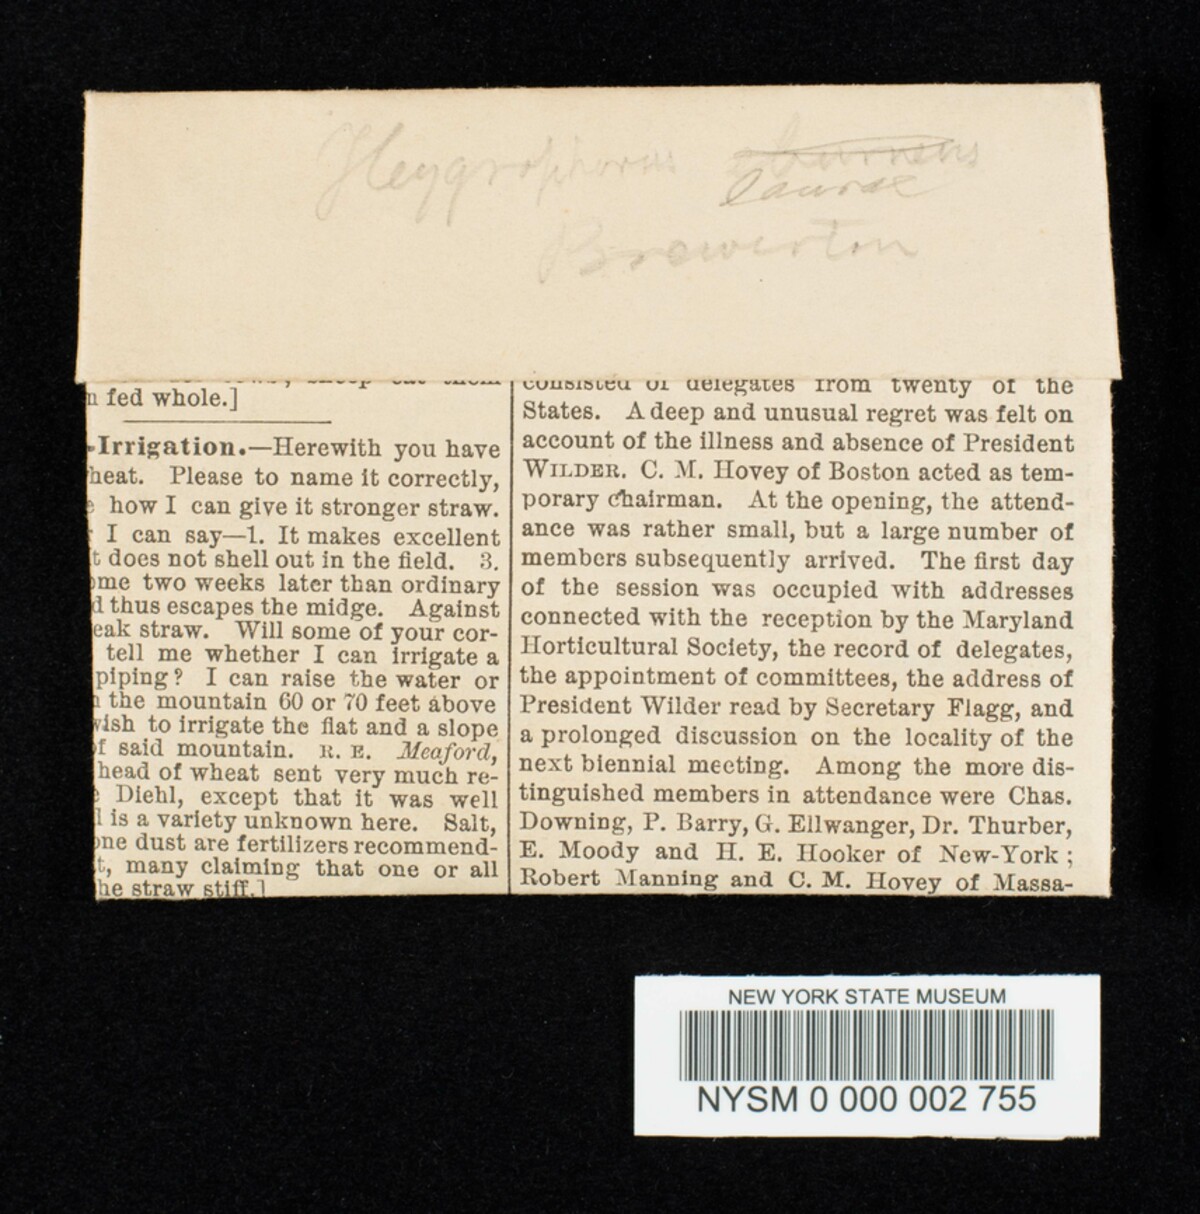 Hygrophorus eburneus
Laurae
Brewerton
fed whole.]
-Irrigation.—Herewith you have
heat. Please to name it correctly,
how I can give it stronger straw.
I can say—1. It makes excellent
t does not shell out in the field. 3.
ome two weeks later than ordinary
d thus escapes the midge. Against
eak straw. Will some of your cor-
tell me whether I can irrigate a
piping? I can raise the water or
the mountain 60 or 70 feet above
wish to irrigate the flat and a slope
of said mountain. R. E. Meaford,
head of wheat sent very much re-
Diehl, except that it was well
l is a variety unknown here. Salt,
one dust are fertilizers recommend-
t, many claiming that one or all
he straw stiff.]
consisted of delegates from twenty of the
States. A deep and unusual regret was felt on
account of the illness and absence of President
WILDER. C. M. Hovey of Boston acted as tem-
porary chairman. At the opening, the attend-
ance was rather small, but a large number of
members subsequently arrived. The first day
of the session was occupied with addresses
connected with the reception by the Maryland
Horticultural Society, the record of delegates,
the appointment of committees, the address of
President Wilder read by Secretary Flagg, and
a prolonged discussion on the locality of the
next biennial meeting. Among the more dis-
tinguished members in attendance were Chas.
Downing, P. Barry, G. Ellwanger, Dr. Thurber,
E. Moody and H. E. Hooker of New-York;
Robert Manning and C. M. Hovey of Massa-
NEW YORK STATE MUSEUM
NYSM 0 000 002 755